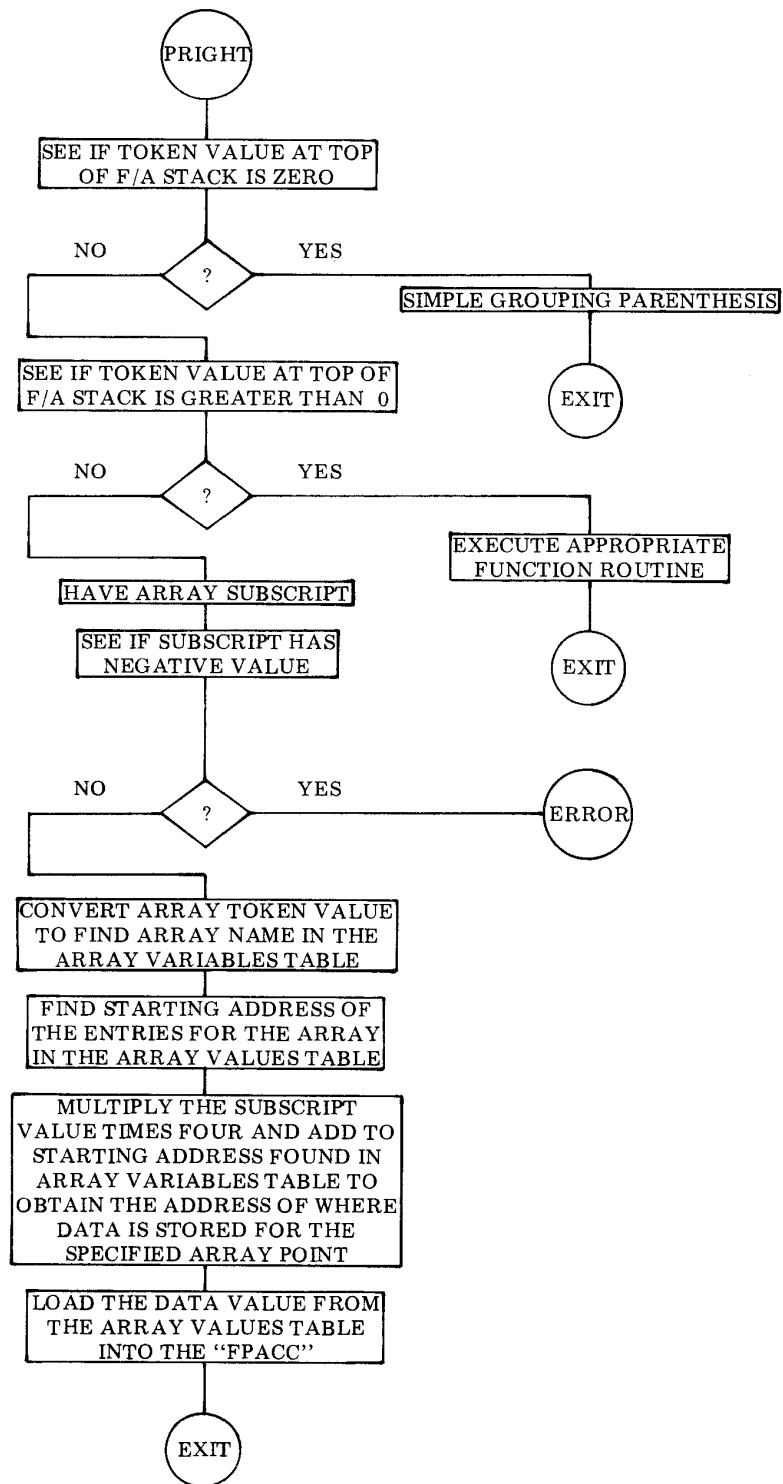 PRIGHT
SEE IF TOKEN VALUE AT TOP
OF F/A STACK IS ZERO
NO
YES
?
SIMPLE GROUPING PARENTHESIS
EXIT
SEE IF TOKEN VALUE AT TOP OF
F/A STACK IS GREATER THAN 0
NO
YES
?
EXECUTE APPROPRIATE
FUNCTION ROUTINE
EXIT
HAVE ARRAY SUBSCRIPT
SEE IF SUBSCRIPT HAS
NEGATIVE VALUE
NO
YES
?
ERROR
CONVERT ARRAY TOKEN VALUE
TO FIND ARRAY NAME IN THE
ARRAY VARIABLES TABLE
FIND STARTING ADDRESS OF
THE ENTRIES FOR THE ARRAY
IN THE ARRAY VALUES TABLE
MULTIPLY THE SUBSCRIPT
VALUE TIMES FOUR AND ADD TO
STARTING ADDRESS FOUND IN
ARRAY VARIABLES TABLE TO
OBTAIN THE ADDRESS OF WHERE
DATA IS STORED FOR THE
SPECIFIED ARRAY POINT
LOAD THE DATA VALUE FROM
THE ARRAY VALUES TABLE
INTO THE “FPACC”
EXIT